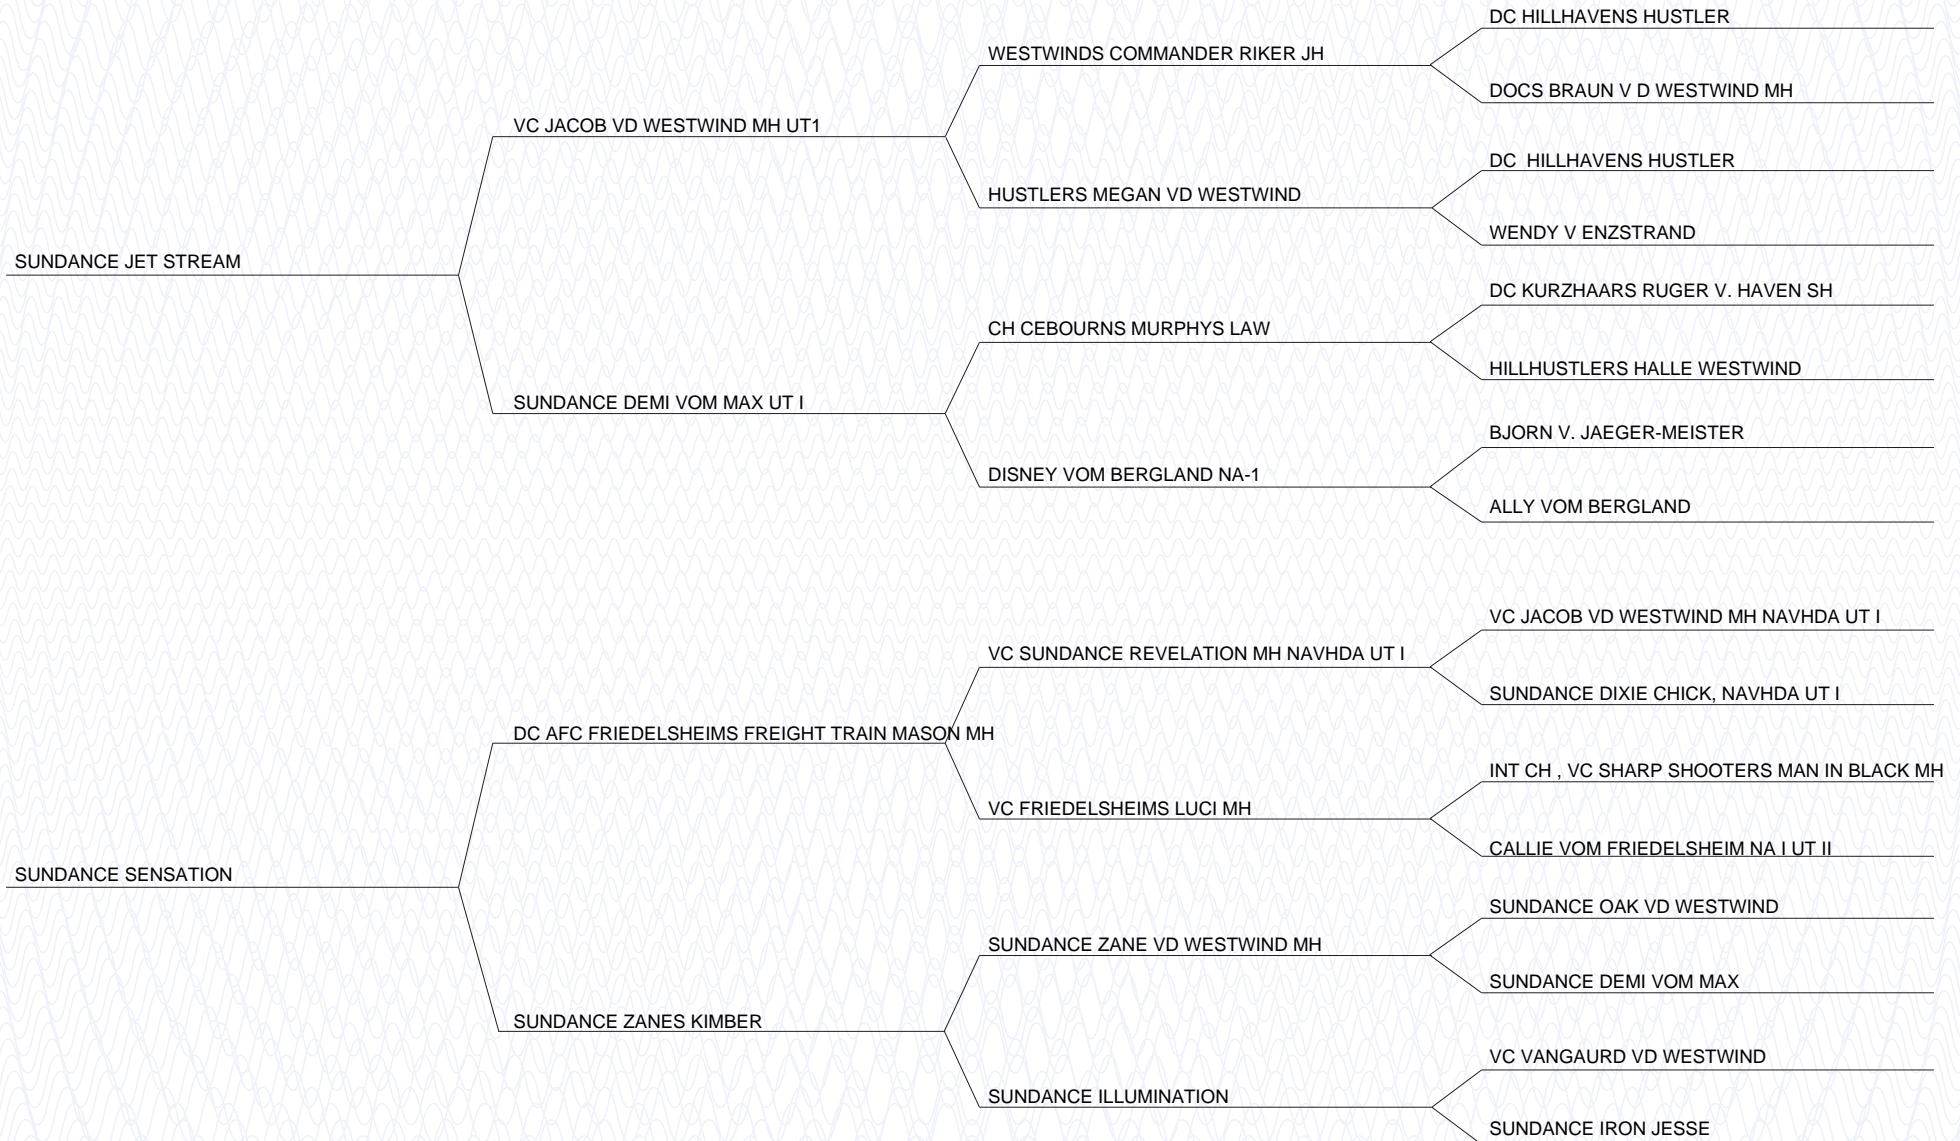 DC HILLHAVENS HUSTLER
WESTWINDS COMMANDER RIKER JH
DOCS BRAUN V D WESTWIND MH
VC JACOB VD WESTWIND MH UT1
DC  HILLHAVENS HUSTLER
HUSTLERS MEGAN VD WESTWIND
WENDY V ENZSTRAND
SUNDANCE JET STREAM
DC KURZHAARS RUGER V. HAVEN SH
CH CEBOURNS MURPHYS LAW
HILLHUSTLERS HALLE WESTWIND
SUNDANCE DEMI VOM MAX UT I
BJORN V. JAEGER-MEISTER
DISNEY VOM BERGLAND NA-1
ALLY VOM BERGLAND
VC JACOB VD WESTWIND MH NAVHDA UT I
VC SUNDANCE REVELATION MH NAVHDA UT I
SUNDANCE DIXIE CHICK, NAVHDA UT I
DC AFC FRIEDELSHEIMS FREIGHT TRAIN MASON MH
INT CH , VC SHARP SHOOTERS MAN IN BLACK MH
VC FRIEDELSHEIMS LUCI MH
CALLIE VOM FRIEDELSHEIM NA I UT II
SUNDANCE SENSATION
SUNDANCE OAK VD WESTWIND
SUNDANCE ZANE VD WESTWIND MH
SUNDANCE DEMI VOM MAX
SUNDANCE ZANES KIMBER
VC VANGAURD VD WESTWIND
SUNDANCE ILLUMINATION
SUNDANCE IRON JESSE